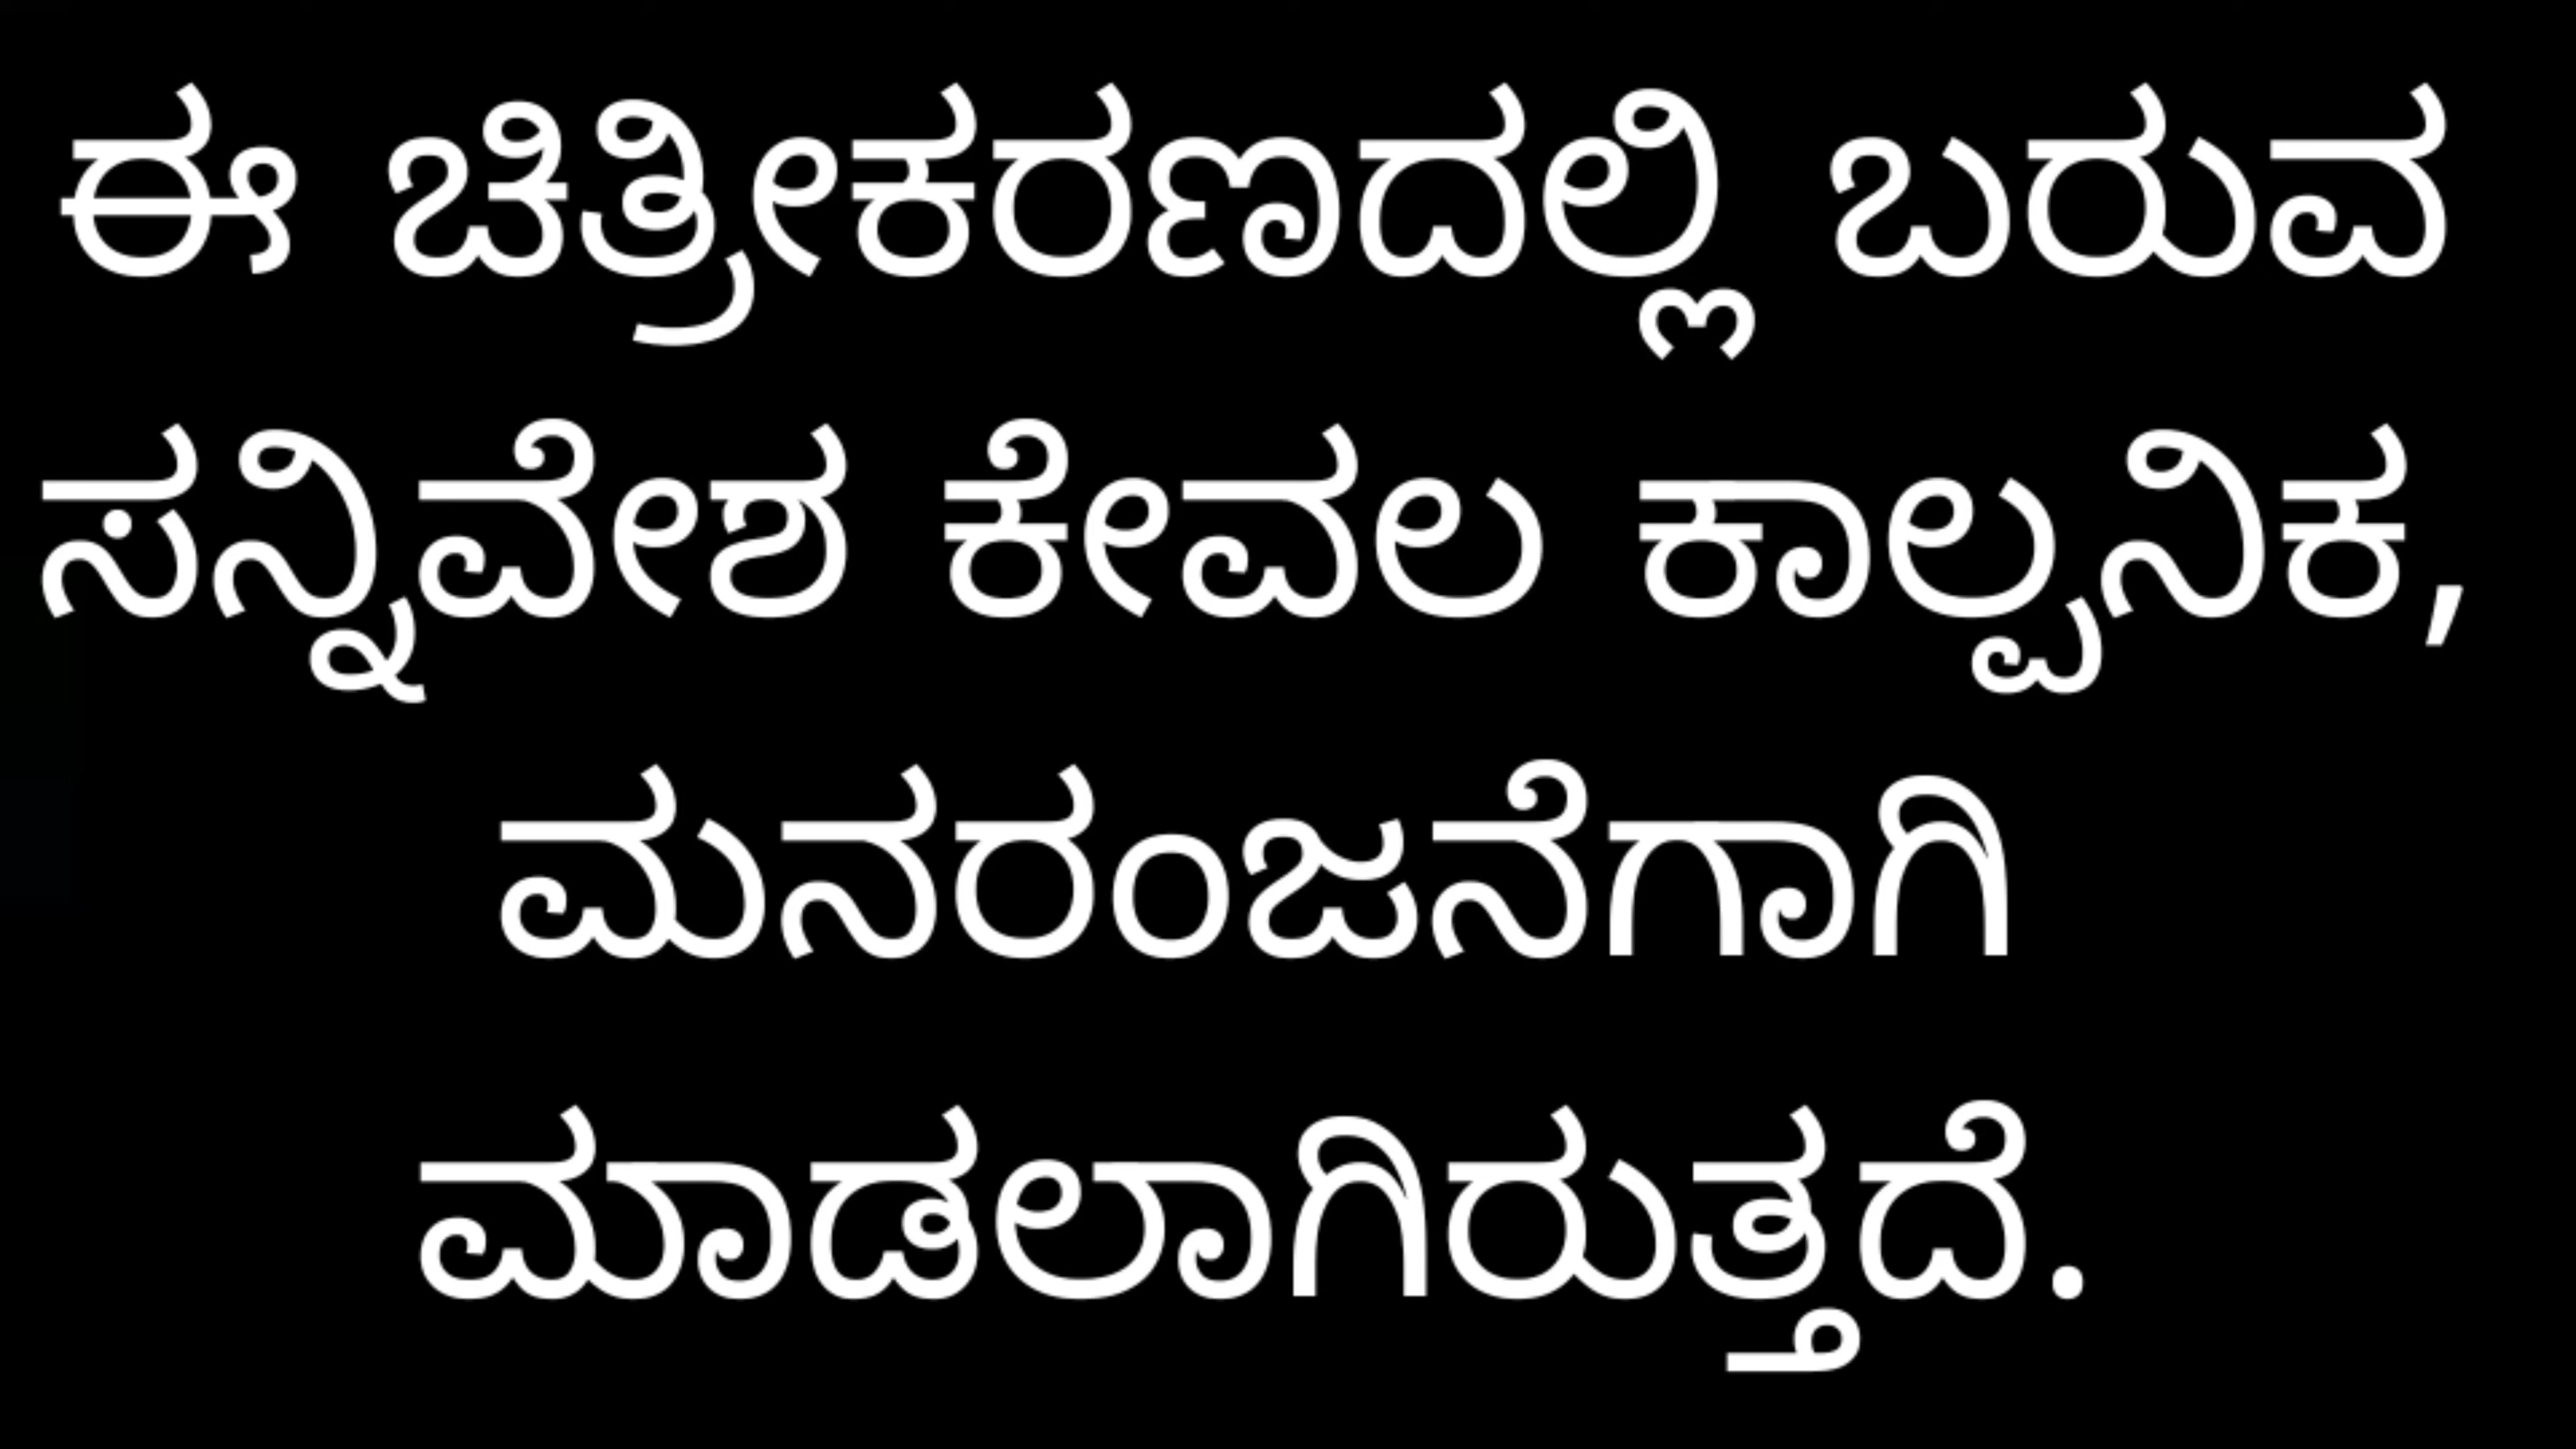 ಈ ಚಿತ್ರೀಕರಣದಲ್ಲಿ ಬರುವ
ಸನ್ನಿವೇಶ ಕೇವಲ ಕಾಲ್ಪನಿಕ,
ಮನರಂಜನೆಗಾಗಿ
ಮಾಡಲಾಗಿರುತ್ತದೆ.